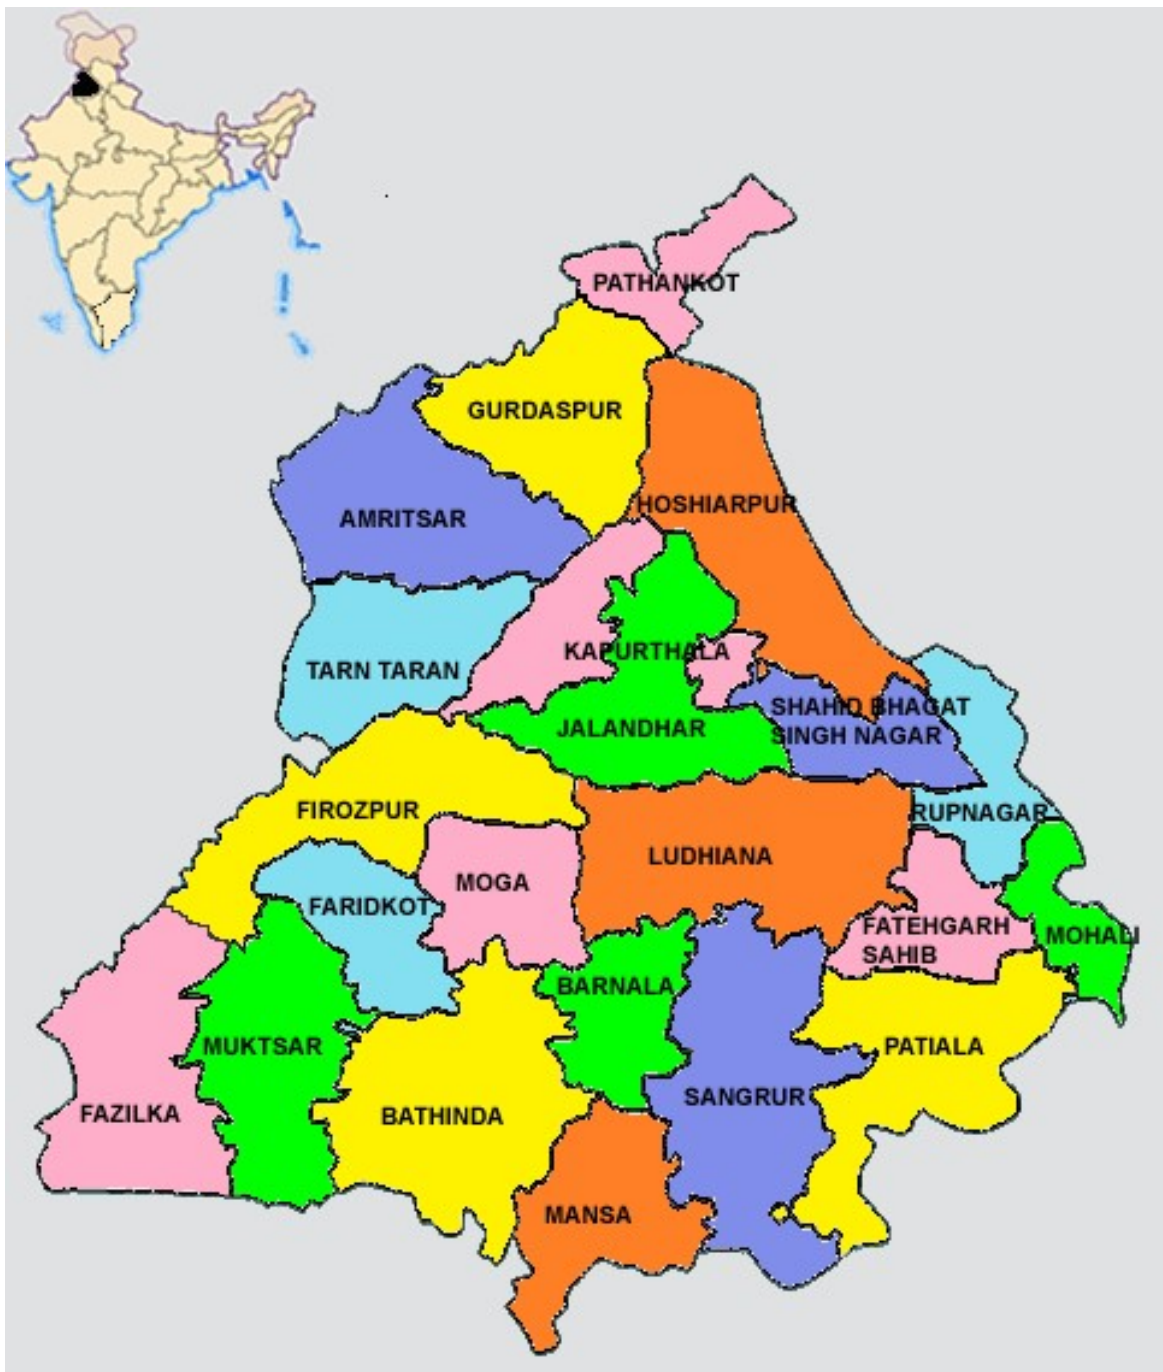 PATHANKOT
GURDASPUR
HOSHIARPUR
AMRITSAR
KAPURTHALA
TARN TARAN
SHAHID BHAGAT
SINGH NAGAR
JALANDHAR
FIROZPUR
RUPNAGAR
LUDHIANA
MOGA
FARIDKOT
FATEHGARH
SAHIB
MOHALI
BARNALA
MUKTSAR
PATIALA
SANGRUR
FAZILKA
BATHINDA
MANSA